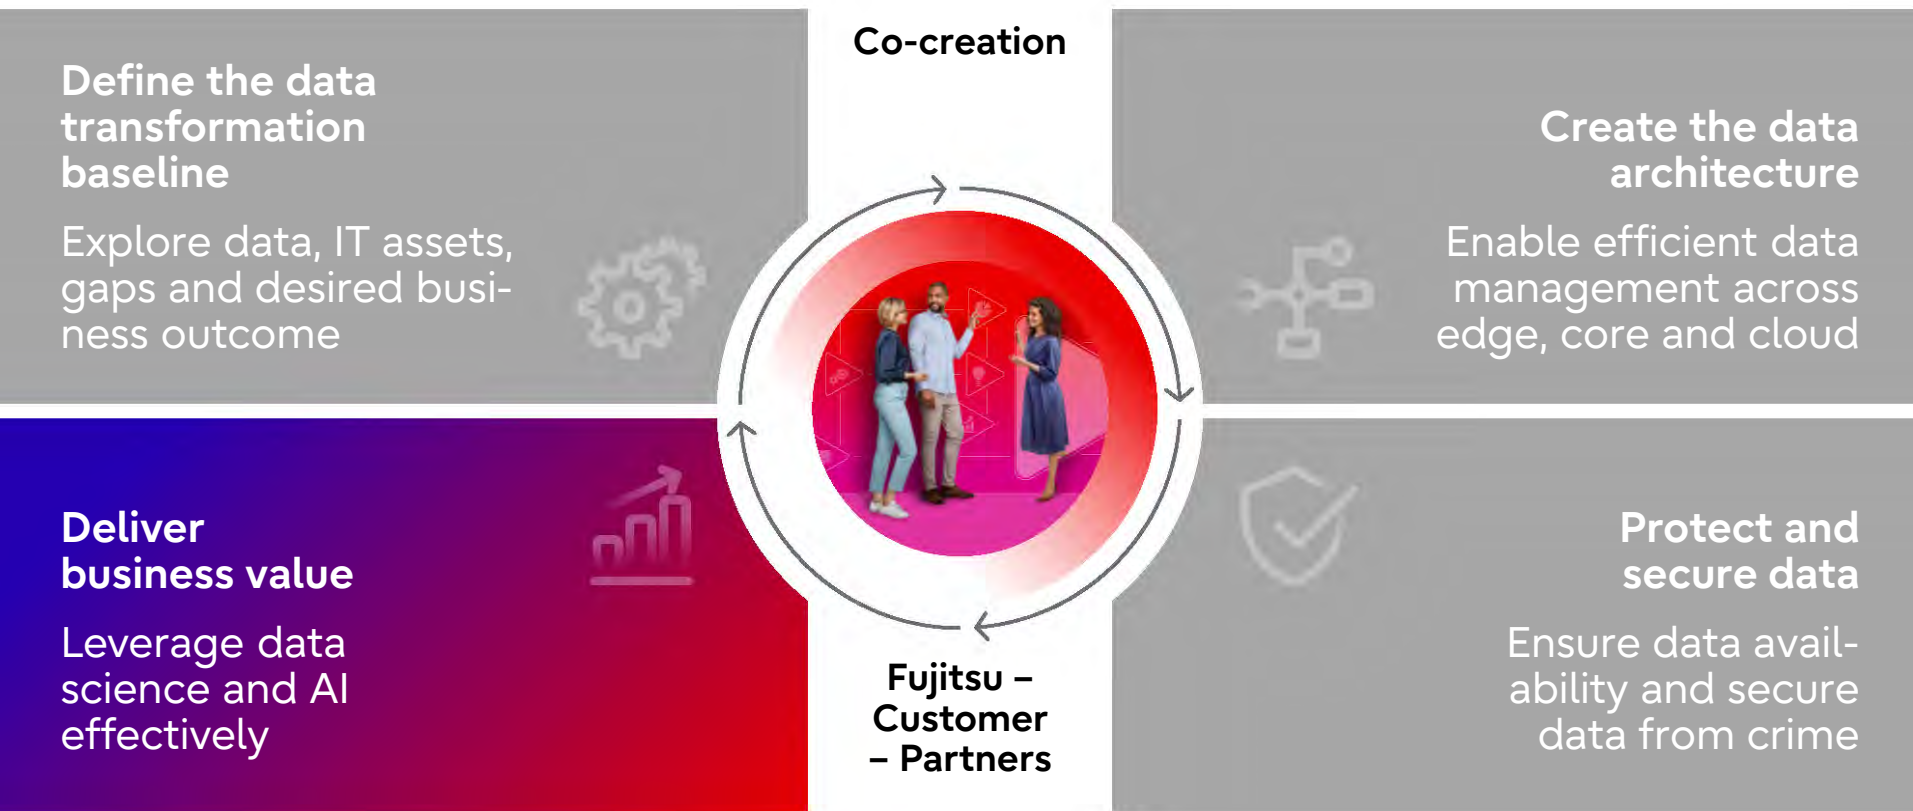 Co-creation
Define the data
transformation
baseline
Explore data, IT assets,
gaps and desired busi-
ness outcome
Create the data
architecture
Enable efficient data
management across
edge, core and cloud
Deliver
business value
Leverage data
science and AI
effectively
Fujitsu –
Customer
– Partners
Protect and
secure data
Ensure data avail-
ability and secure
data from crime